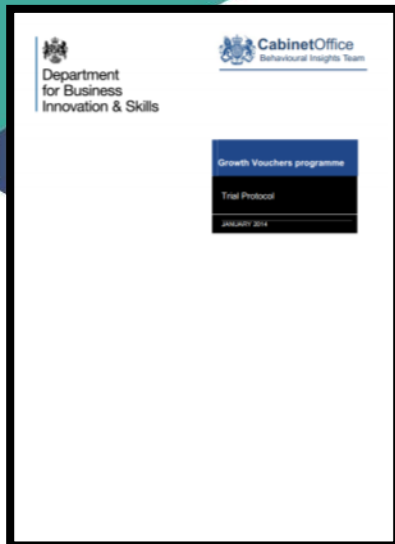 Department
for Business
Innovation & Skills
CabinetOffice
Behavioural Insights Team
Growth Vouchers programme
Trial Protocol
JANUARY 2014